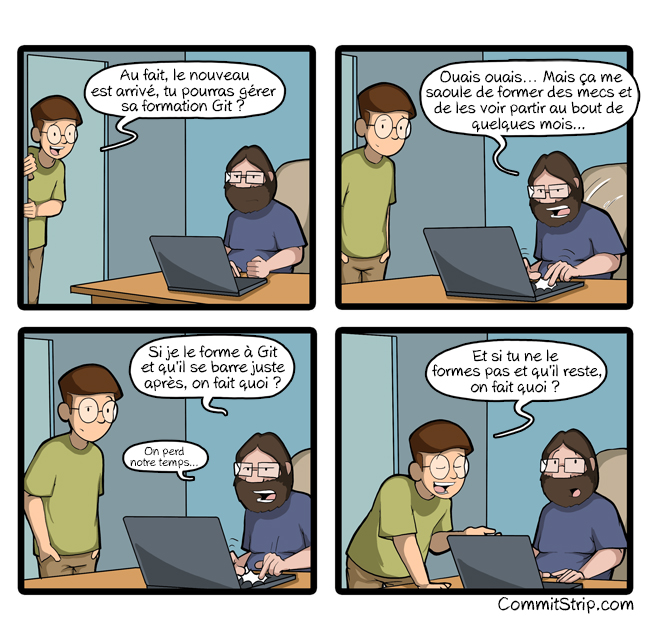 Au fait, le nouveau
est arrivé, tu pourras gérer
sa formation Git ?
Ouais ouais... Mais ça me
saoule de former des mecs et
de les voir partir au bout de
quelques mois...
Si je le forme à Git
et qu'il se barre juste
après, on fait quoi ?
On perd
notre temps...
Et si tu ne le
formes pas et qu'il reste,
on fait quoi ?
CommitStrip.com